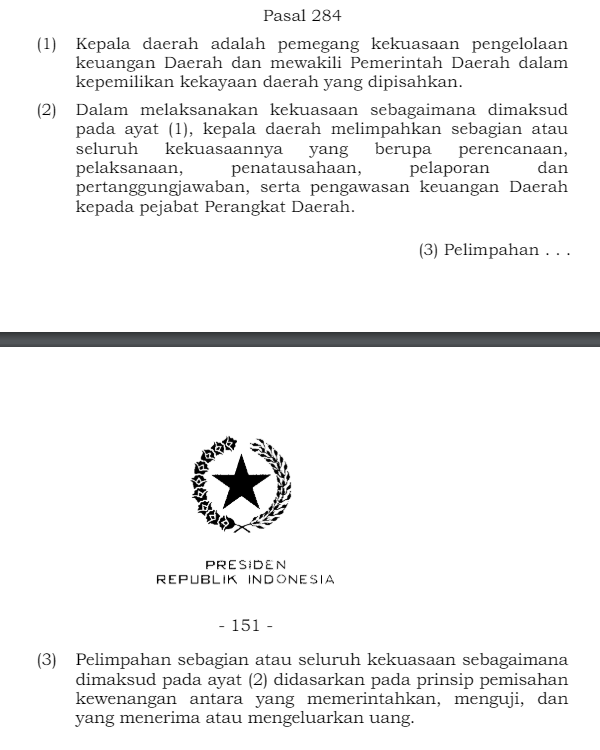 Pasal 284
(1) Kepala daerah adalah pemegang kekuasaan pengelolaan
keuangan Daerah dan mewakili Pemerintah Daerah dalam
kepemilikan kekayaan daerah yang dipisahkan.
(2) Dalam melaksanakan kekuasaan sebagaimana dimaksud
pada ayat (1), kepala daerah melimpahkan sebagian atau
seluruh kekuasaannya yang berupa perencanaan,
pelaksanaan, penatausahaan, pelaporan dan
pertanggungjawaban, serta pengawasan keuangan Daerah
kepada pejabat Perangkat Daerah.
(3) Pelimpahan . . .
PRESIDEN
REPUBLIK INDONESIA
- 151 -
(3) Pelimpahan sebagian atau seluruh kekuasaan sebagaimana
dimaksud pada ayat (2) didasarkan pada prinsip pemisahan
kewenangan antara yang memerintahkan, menguji, dan
yang menerima atau mengeluarkan uang.